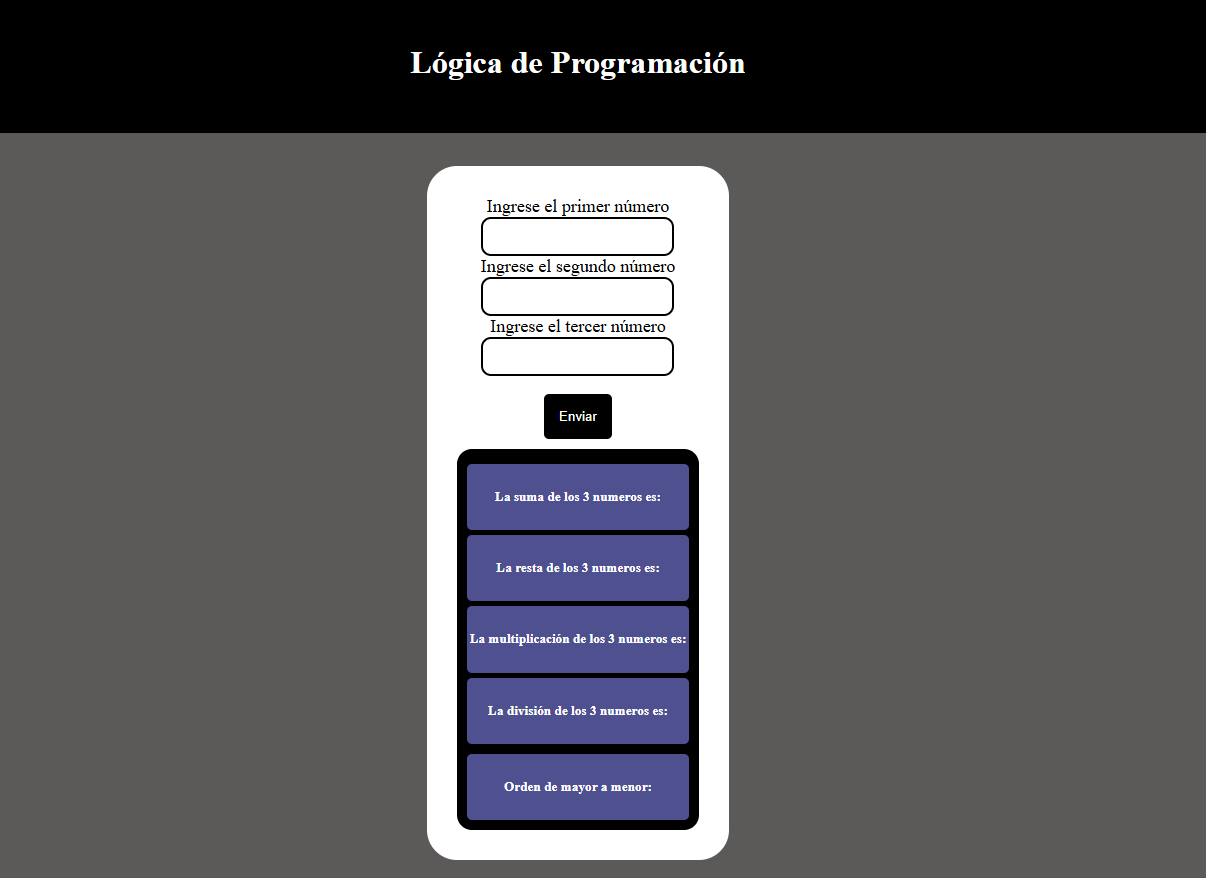 Lógica de Programación
Ingrese el primer número
Ingrese el segundo número
Ingrese el tercer número
Enviar
La suma de los 3 numeros es:
La resta de los 3 numeros es:
La multiplicación de los 3 numeros es:
La división de los 3 numeros es:
Orden de mayor a menor: